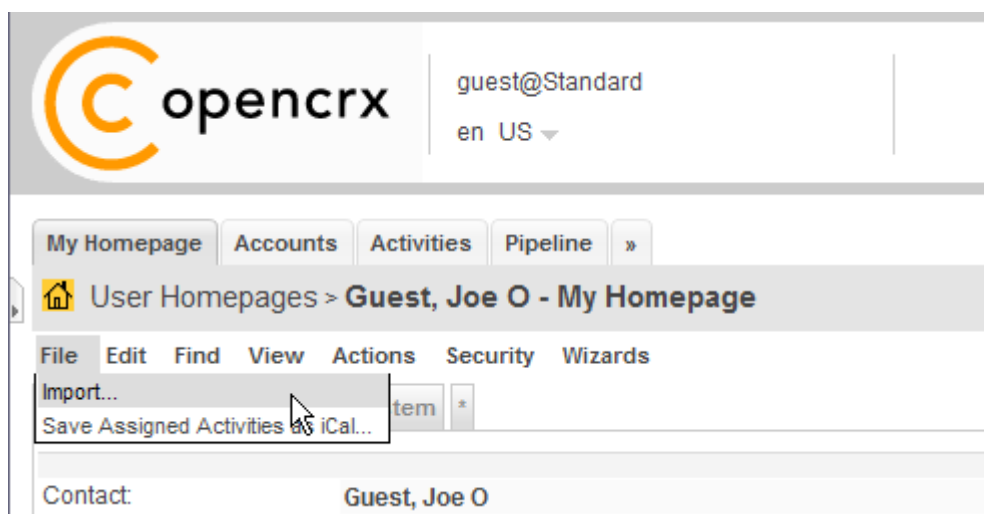 opencrx
guest@Standard
en US
My Homepage Accounts Activities Pipeline »
User Homepages > Guest, Joe O - My Homepage
File Edit Find View Actions Security Wizards
Import...
tem *
Save Assigned Activities as iCal...
Contact: Guest, Joe O